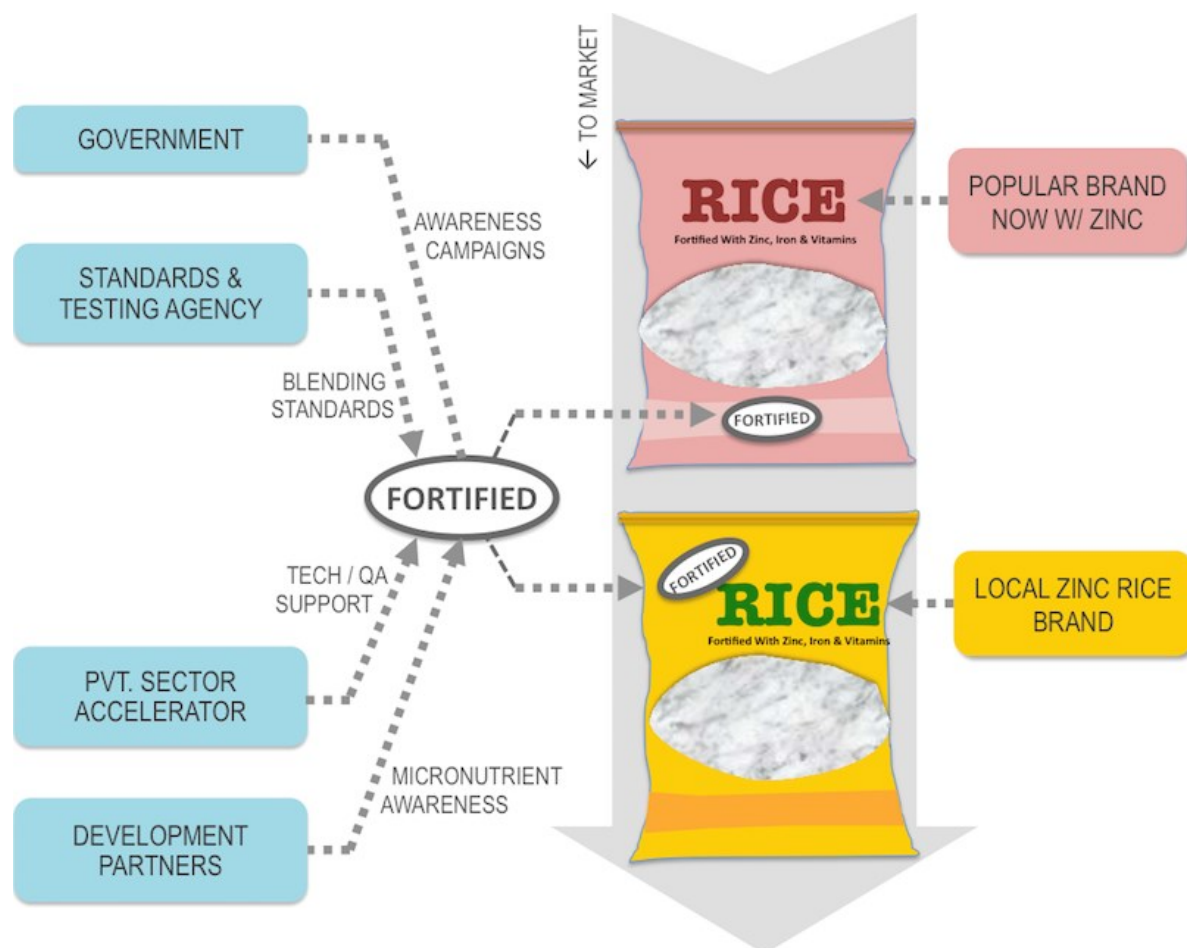 GOVERNMENT
STANDARDS &
TESTING AGENCY
AWARENESS
CAMPAIGNS
BLENDING
STANDARDS
FORTIFIED
TECH / QA
SUPPORT
PVT. SECTOR
ACCELERATOR
MICRONUTRIENT
AWARENESS
DEVELOPMENT
PARTNERS
← TO MARKET
RICE
Fortified With Zinc, Iron & Vitamins
FORTIFIED
POPULAR BRAND
NOW W/ ZINC
FORTIFIED
RICE
Fortified With Zinc, Iron & Vitamins
LOCAL ZINC RICE
BRAND